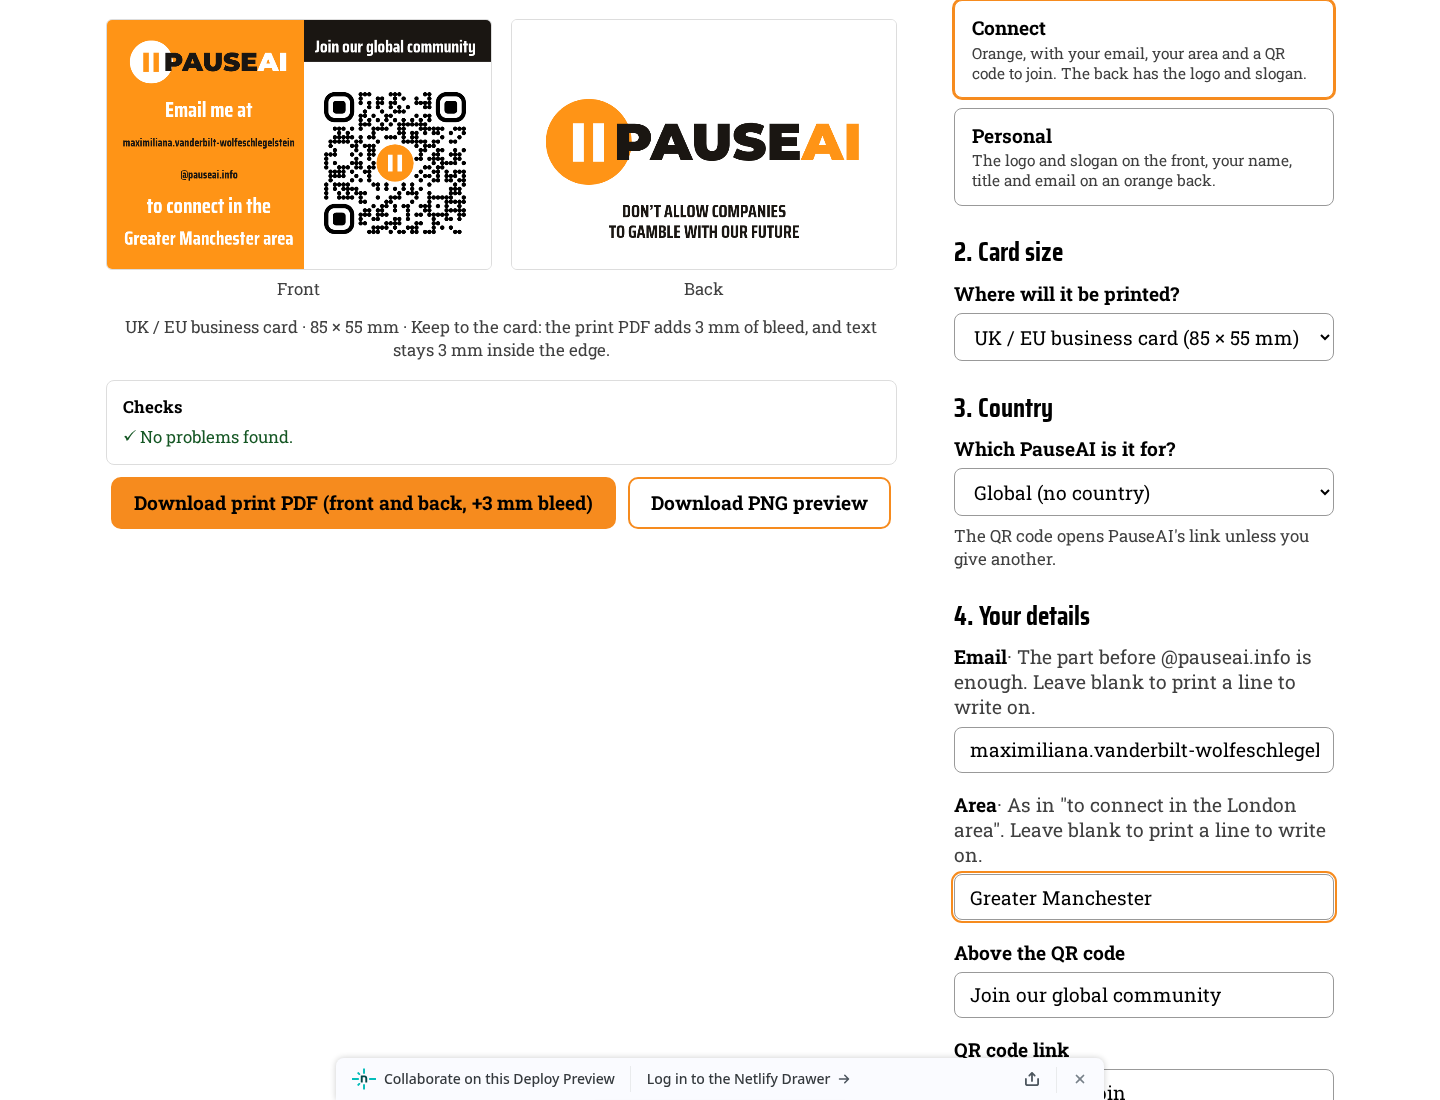 PAUSEAI
Email me at
maximiliana.vanderbilt-wolfeschlegelstein
@pauseai.info
to connect in the
Greater Manchester area
Join our global community
PAUSEAI
DON'T ALLOW COMPANIES
TO GAMBLE WITH OUR FUTURE
Front
Back
UK / EU business card · 85 × 55 mm · Keep to the card: the print PDF adds 3 mm of bleed, and text
stays 3 mm inside the edge.
Checks
✓ No problems found.
Download print PDF (front and back, +3 mm bleed)
Download PNG preview
Connect
Orange, with your email, your area and a QR
code to join. The back has the logo and slogan.
Personal
The logo and slogan on the front, your name,
title and email on an orange back.
2. Card size
Where will it be printed?
UK / EU business card (85 × 55 mm)
3. Country
Which PauseAI is it for?
Global (no country)
The QR code opens PauseAI's link unless you
give another.
4. Your details
Email· The part before @pauseai.info is
enough. Leave blank to print a line to
write on.
maximiliana.vanderbilt-wolfeschlegel
Area· As in "to connect in the London
area". Leave blank to print a line to write
on.
Greater Manchester
Above the QR code
Join our global community
QR code link
Collaborate on this Deploy Preview
Log in to the Netlify Drawer →